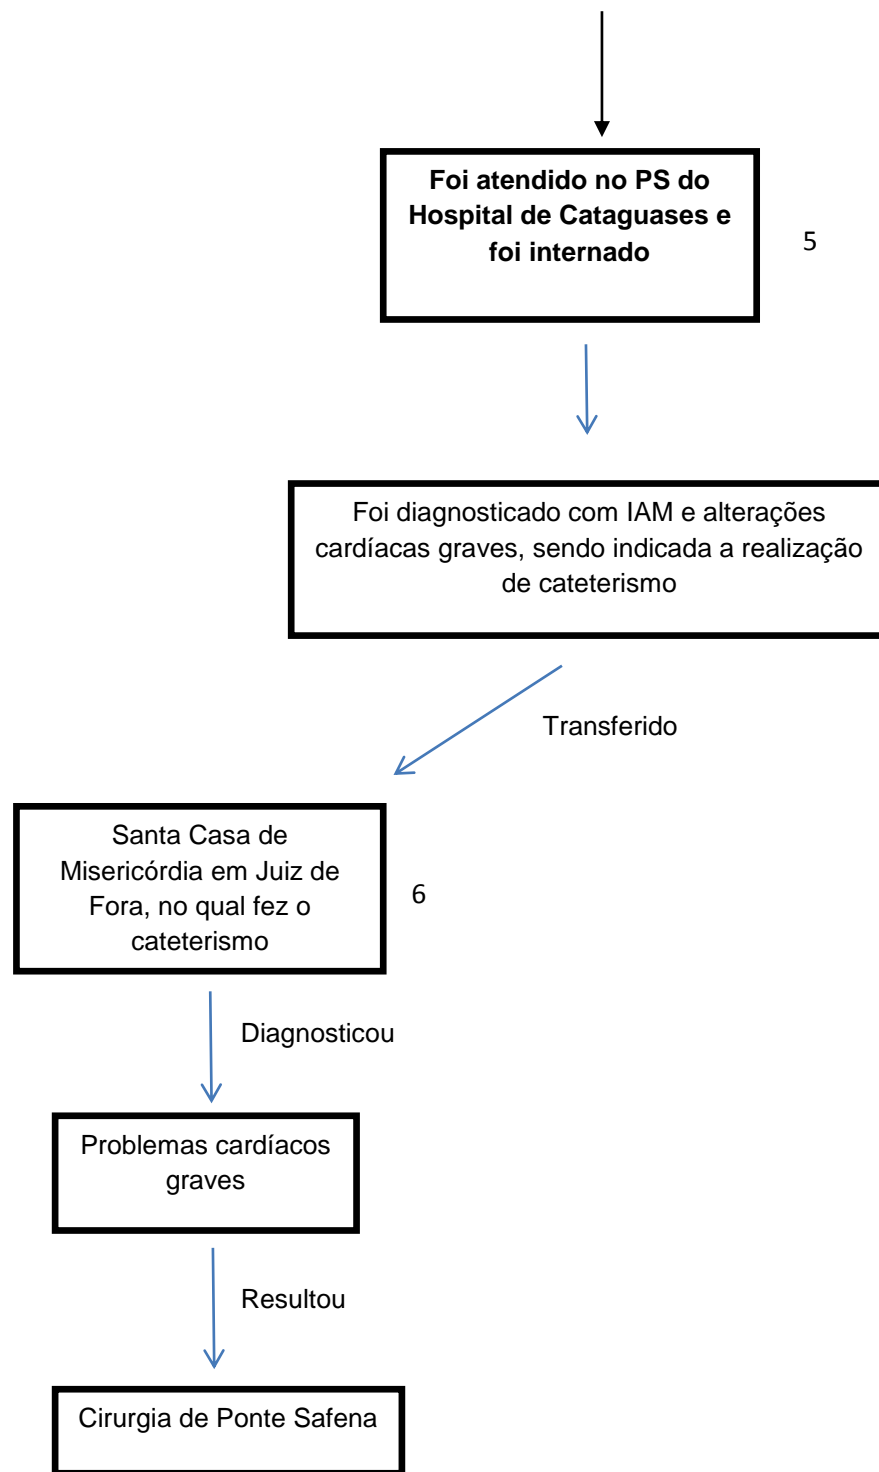 Foi atendido no PS do
Hospital de Cataguases e
foi internado
5
Foi diagnosticado com IAM e alterações
cardíacas graves, sendo indicada a realização
de cateterismo
Transferido
Santa Casa de
Misericórdia em Juiz de
Fora, no qual fez o
cateterismo
6
Diagnosticou
Problemas cardíacos
graves
Resultou
Cirurgia de Ponte Safena